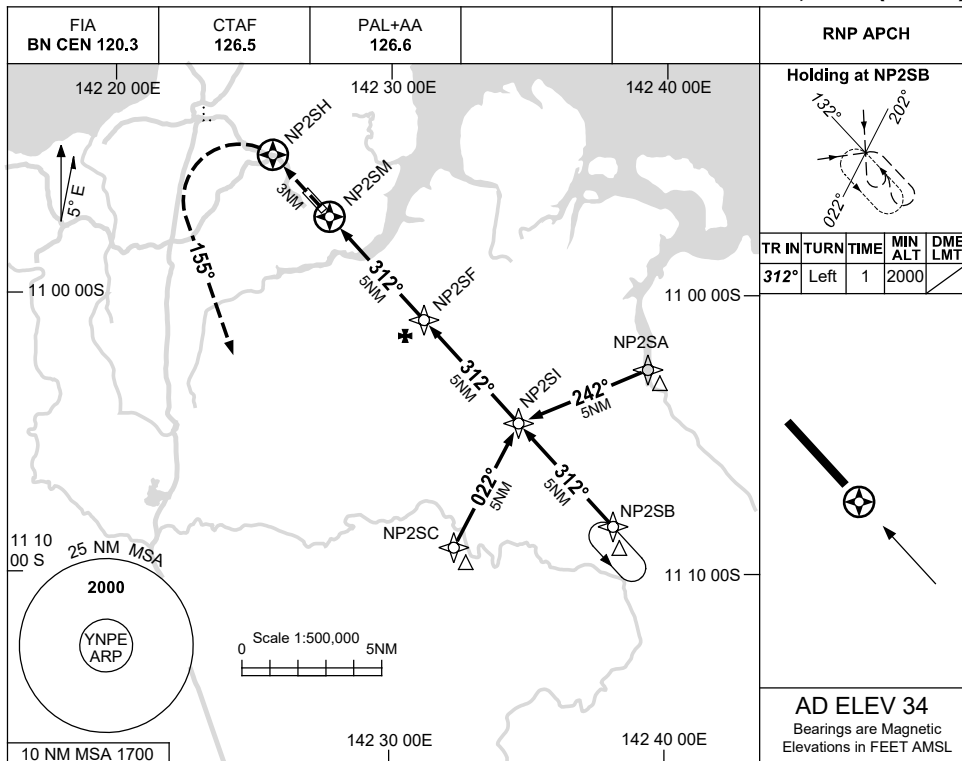 FIA
BN CEN 120.3
CTAF
126.5
PAL+AA
126.6
RNP APCH
142 20 00E
142 30 00E
142 40 00E
Holding at NP2SB
132°
202°
022°
TR IN
TURN
TIME
MIN ALT
DME LMT
312°
Left
1
2000
NP2SH
NP2SM
3NM
5° E
155°
312°
5NM
NP2SF
11 00 00S
11 00 00S
312°
5NM
NP2SI
NP2SA
242°
5NM
022°
5NM
312°
5NM
NP2SC
NP2SB
11 10
00 S
11 10 00S
25 NM MSA
2000
YNPE
ARP
Scale 1:500,000
0
5NM
142 30 00E
142 40 00E
10 NM MSA 1700
AD ELEV 34
Bearings are Magnetic
Elevations in FEET AMSL